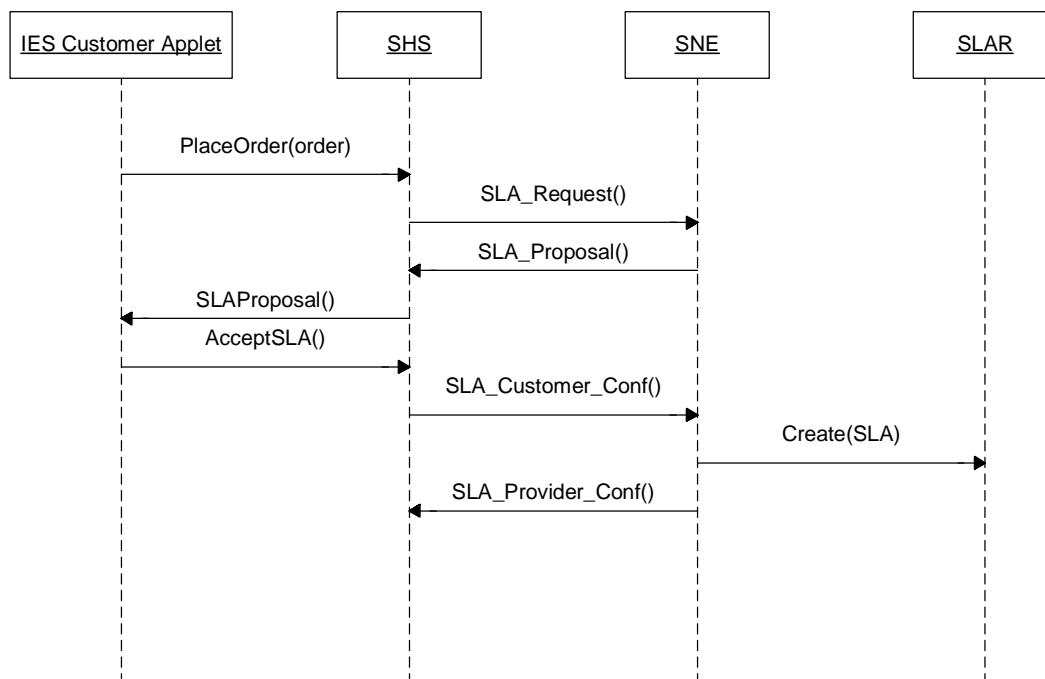 IES Customer Applet
SHS
SNE
SLAR
PlaceOrder(order)
SLA_Request()
SLA_Proposal()
SLAProposal()
AcceptSLA()
SLA_Customer_Conf()
Create(SLA)
SLA_Provider_Conf()